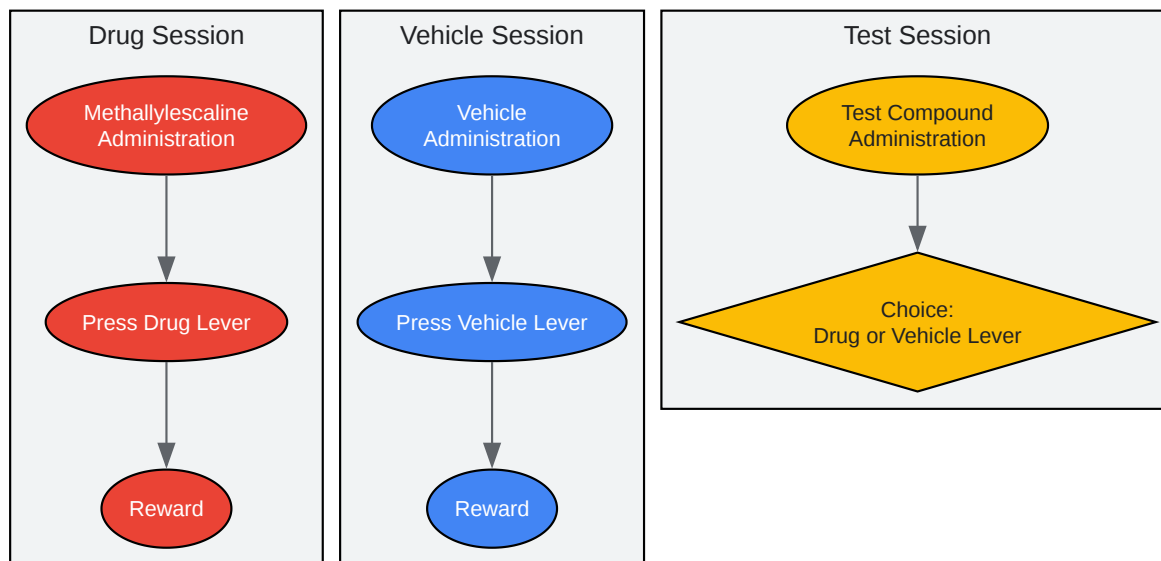 Drug Session
Methallylescaline
Administration
Press Drug Lever
Reward
Vehicle Session
Vehicle
Administration
Press Vehicle Lever
Reward
Test Session
Test Compound
Administration
Choice:
Drug or Vehicle Lever